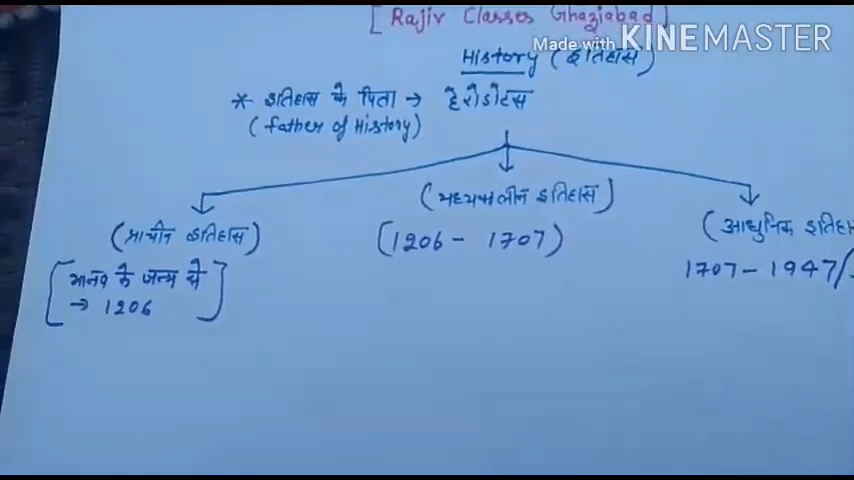 [Rajiv Classes Ghaziabad]
Made with KINEMASTER
History (इतिहास)
* इतिहास के पिता → हेरोडोटस
(father of History)
(प्राचीन इतिहास)
[मानव के जन्म से
→ 1206]
(मध्यकालीन इतिहास)
(1206 - 1707)
(आधुनिक इतिहा
1707 - 1947/